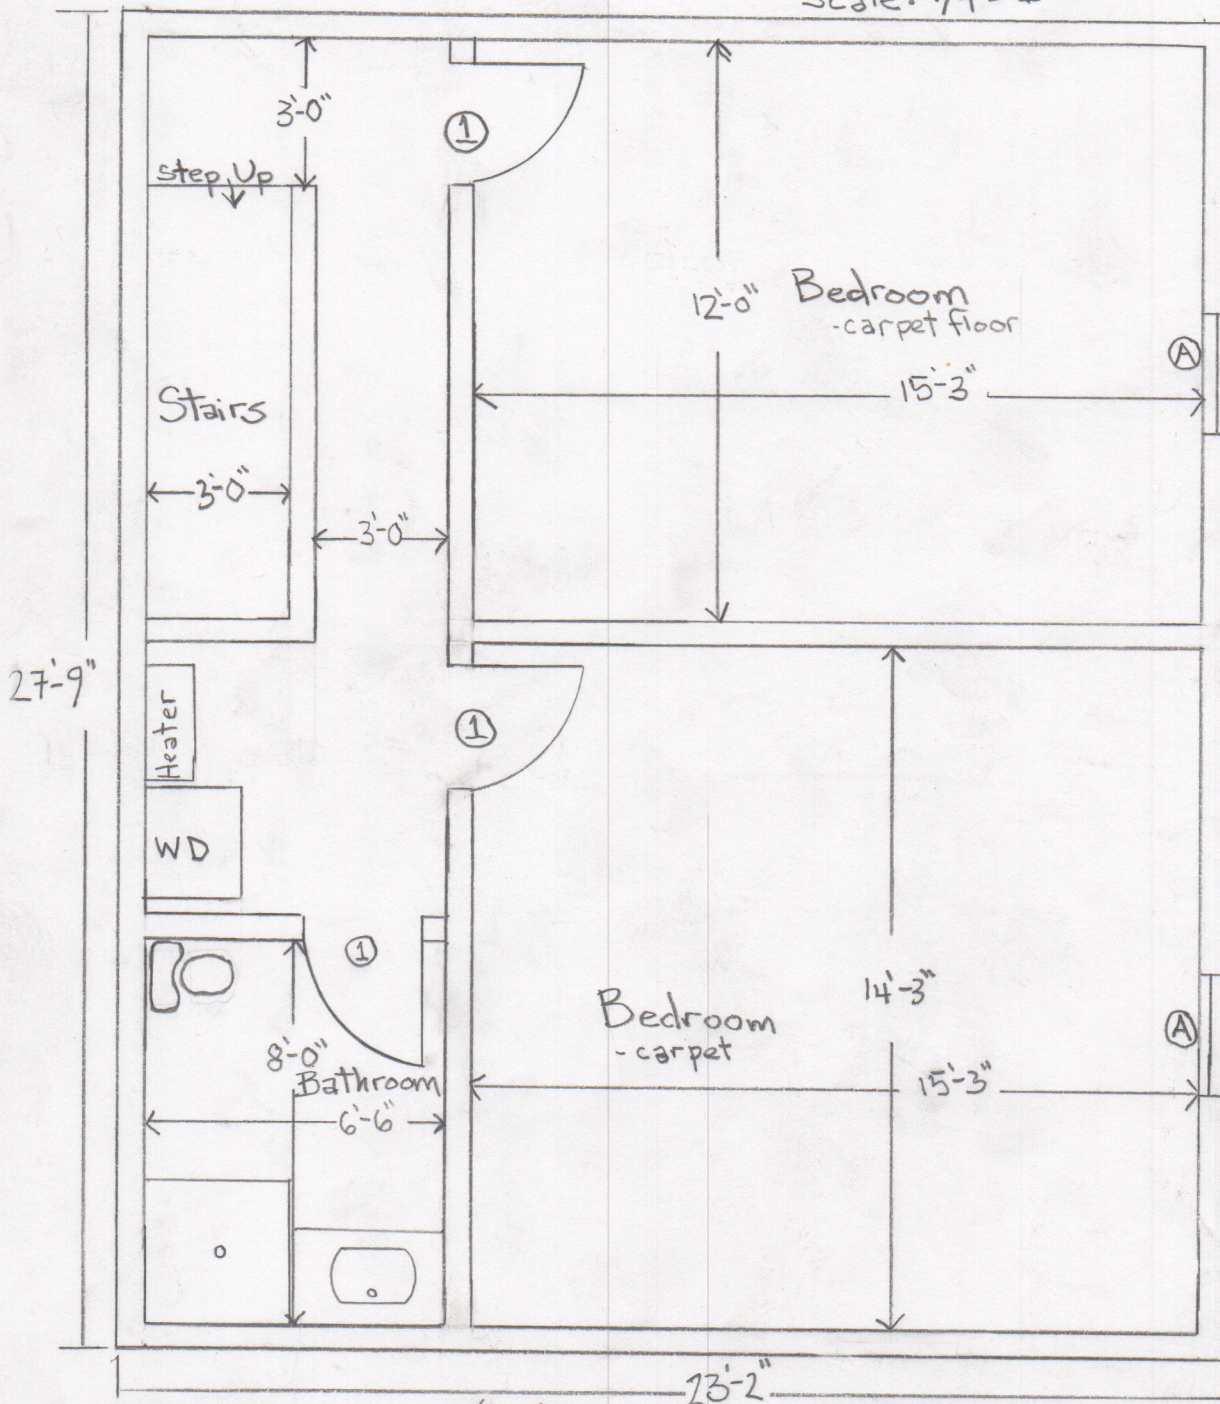 Scale:
3'-0"
1
step Up
12'-0"
Bedroom
-carpet floor
A
15'-3"
Stairs
3'-0"
3'-0"
27'-9"
Heater
1
WD
1
14'-3"
Bedroom
- carpet
A
8'-0"
Bathroom
6'-6"
15'-3"
23'-2"